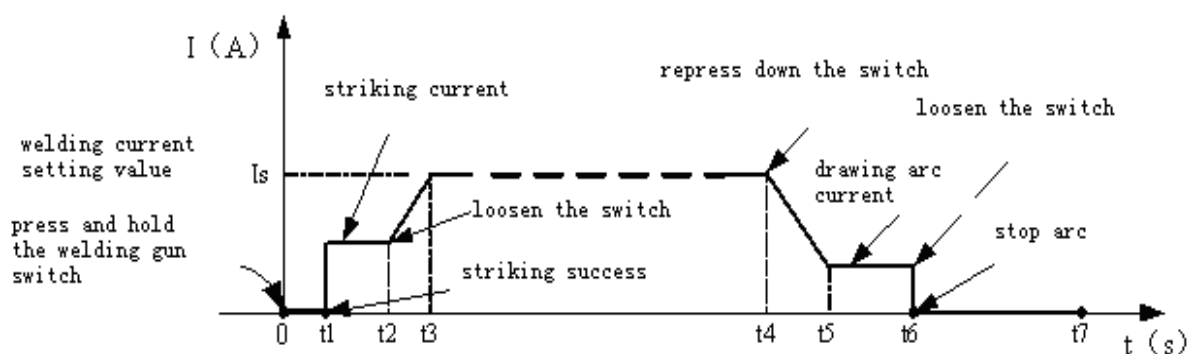 I (A)
repress down the switch
striking current
loosen the switch
welding current
setting value
Is
drawing arc
current
press and hold
the welding gun
switch
loosen the switch
stop arc
striking success
0
t1
t2
t3
t4
t5
t6
t7
t (s)